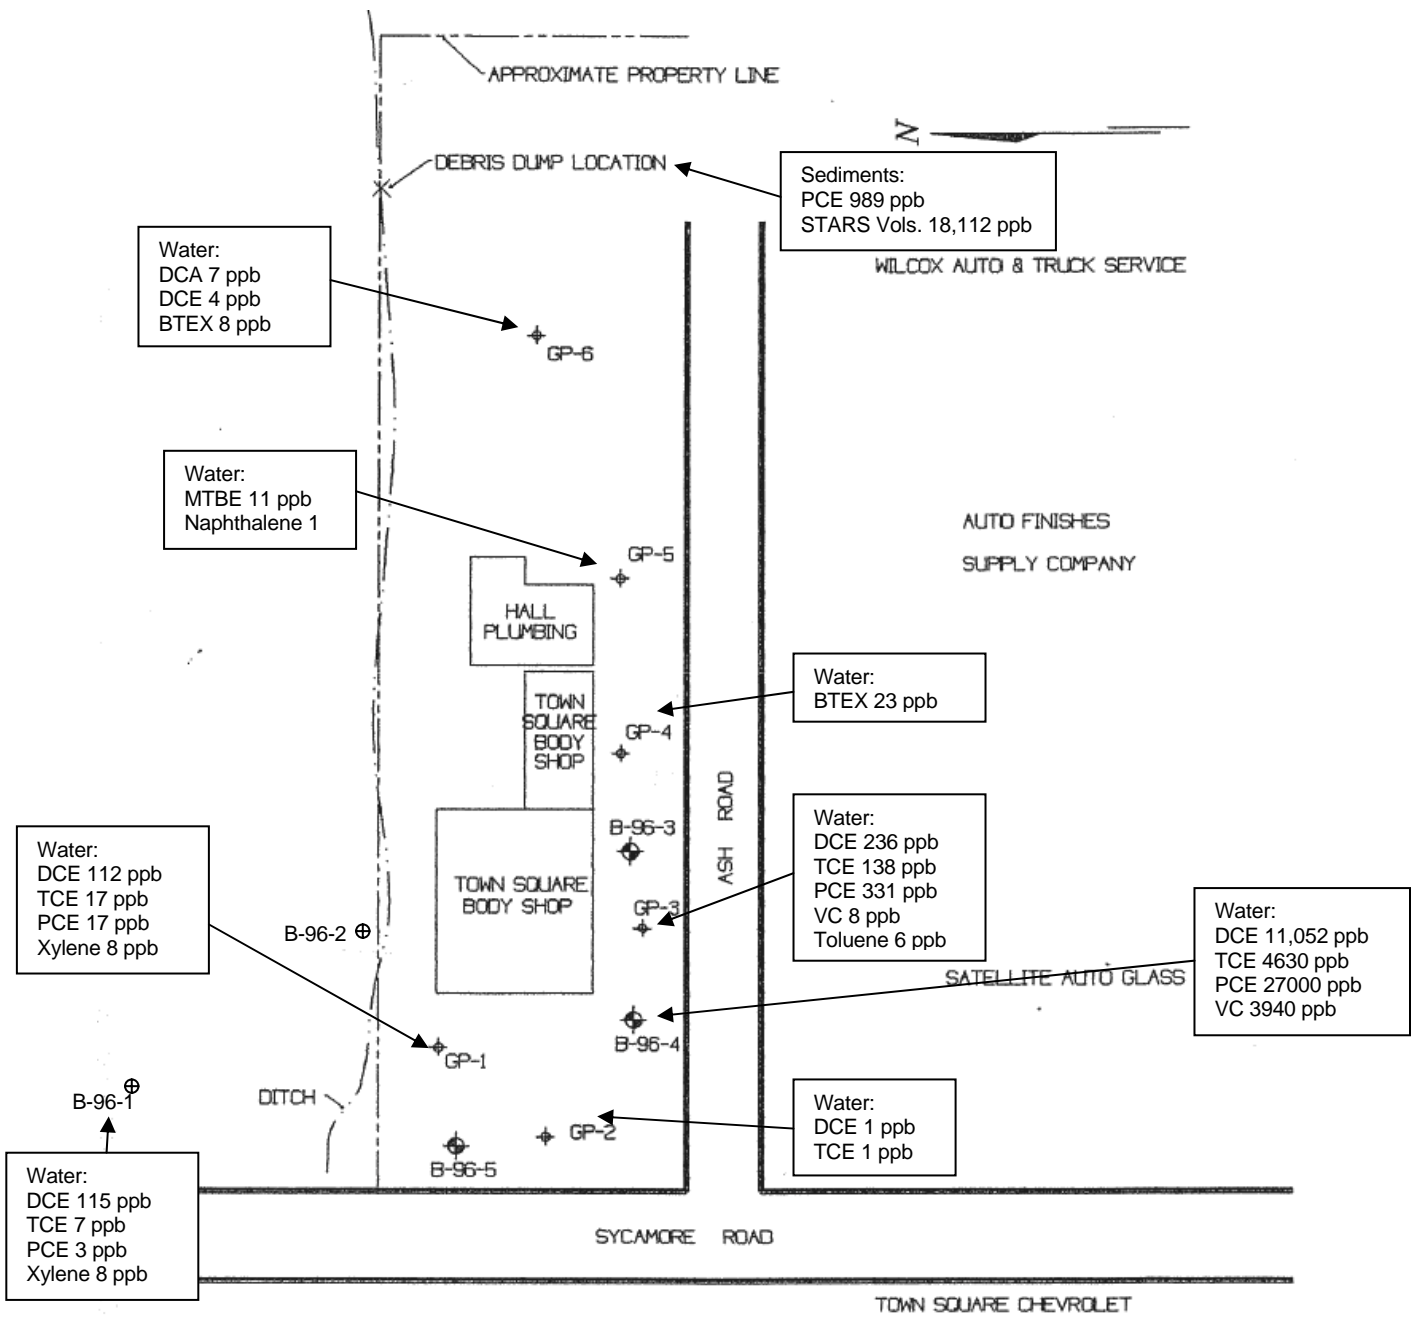 APPROXIMATE PROPERTY LINE
N
DEBRIS DUMP LOCATION
Sediments:
PCE 989 ppb
STARS Vols. 18,112 ppb
WILCOX AUTO & TRUCK SERVICE
Water:
DCA 7 ppb
DCE 4 ppb
BTEX 8 ppb
GP-6
Water:
MTBE 11 ppb
Naphthalene 1
AUTO FINISHES
SUPPLY COMPANY
GP-5
HALL
PLUMBING
Water:
BTEX 23 ppb
TOWN
SQUARE
BODY
SHOP
GP-4
ASH ROAD
B-96-3
Water:
DCE 236 ppb
TCE 138 ppb
PCE 331 ppb
VC 8 ppb
Toluene 6 ppb
Water:
DCE 112 ppb
TCE 17 ppb
PCE 17 ppb
Xylene 8 ppb
TOWN SQUARE
BODY SHOP
GP-3
B-96-2
Water:
DCE 11,052 ppb
TCE 4630 ppb
PCE 27000 ppb
VC 3940 ppb
SATELLITE AUTO GLASS
B-96-4
GP-1
DITCH
B-96-1
Water:
DCE 1 ppb
TCE 1 ppb
GP-2
B-96-5
Water:
DCE 115 ppb
TCE 7 ppb
PCE 3 ppb
Xylene 8 ppb
SYCAMORE ROAD
TOWN SQUARE CHEVROLET